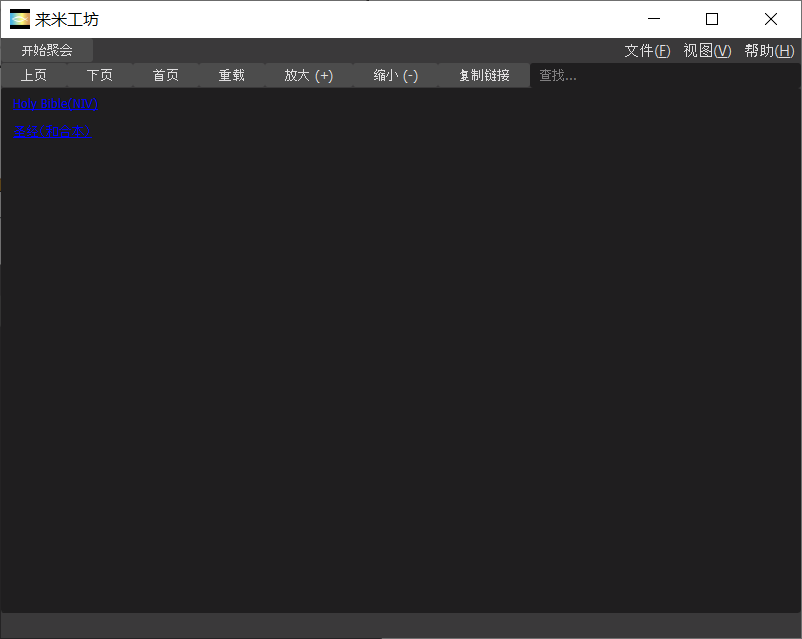 来米工坊
开始聚会
文件(F) 视图(V) 帮助(H)
上页 下页 首页 重载 放大 (+) 缩小 (-) 复制链接 查找...
Holy Bible(NIV)